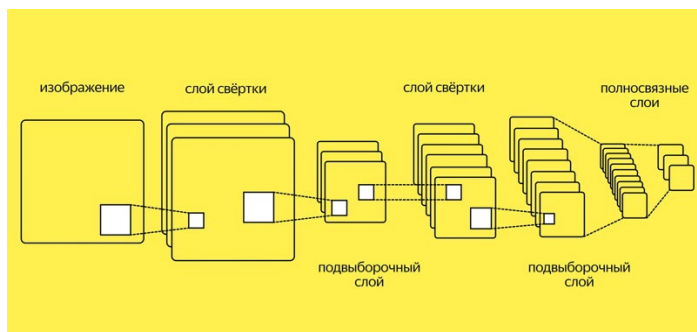 изображение
слой свёртки
подвыборочный
слой
слой свёртки
подвыборочный
слой
полносвязные
слои